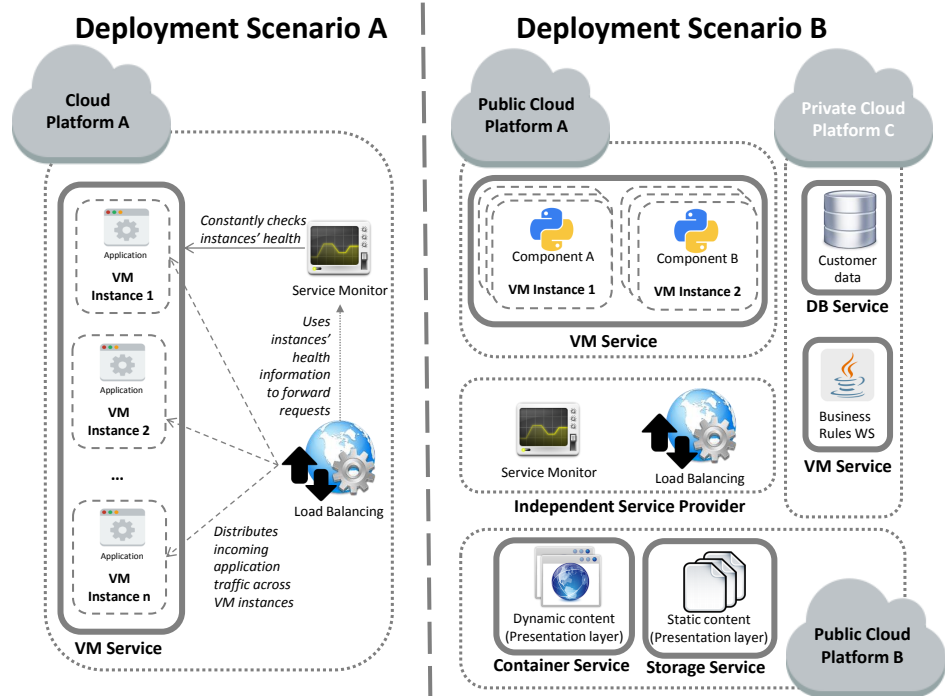 Deployment Scenario A
Cloud
Platform A
Application
VM
Instance 1
Application
VM
Instance 2
...
Application
VM
Instance n
VM Service
Constantly checks
instances' health
Service Monitor
Uses
instances'
health
information
to forward
requests
Load Balancing
Distributes
incoming
application
traffic across
VM instances
Deployment Scenario B
Public Cloud
Platform A
Component A
VM Instance 1
Component B
VM Instance 2
VM Service
Private Cloud
Platform C
Customer
data
DB Service
Business
Rules WS
VM Service
Service Monitor
Load Balancing
Independent Service Provider
Dynamic content
(Presentation layer)
Container Service
Static content
(Presentation layer)
Storage Service
Public Cloud
Platform B